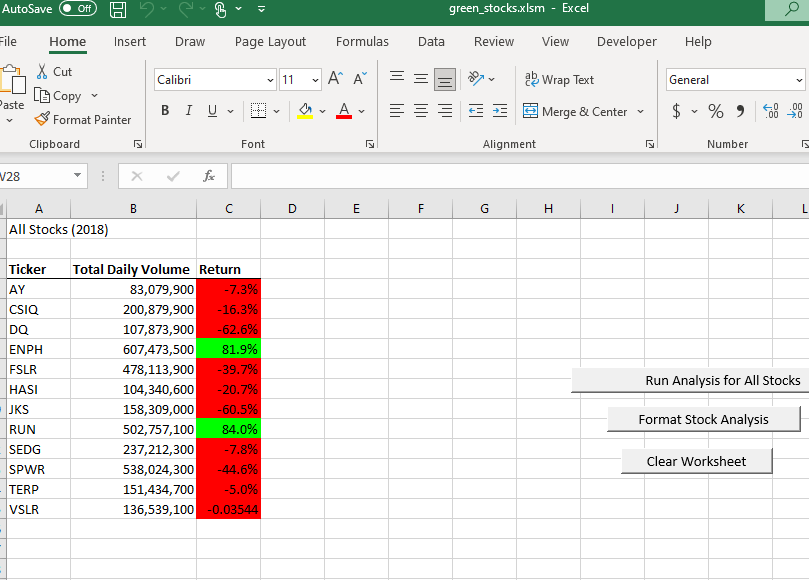 AutoSave Off green_stocks.xlsm - Excel
File Home Insert Draw Page Layout Formulas Data Review View Developer Help
Cut
Copy
Paste
Format Painter
Calibri 11 A A
B I U A
ab Wrap Text
Merge & Center
General
$ % 9 .00 .00
Clipboard Font Alignment Number
V28 fx
A B C D E F G H I J K L
All Stocks (2018)
Ticker Total Daily Volume Return
AY 83,079,900 -7.3%
CSIQ 200,879,900 -16.3%
DQ 107,873,900 -62.6%
ENPH 607,473,500 81.9%
FSLR 478,113,900 -39.7%
HASI 104,340,600 -20.7%
JKS 158,309,000 -60.5%
RUN 502,757,100 84.0%
SEDG 237,212,300 -7.8%
SPWR 538,024,300 -44.6%
TERP 151,434,700 -5.0%
VSLR 136,539,100 -0.03544
Run Analysis for All Stocks
Format Stock Analysis
Clear Worksheet